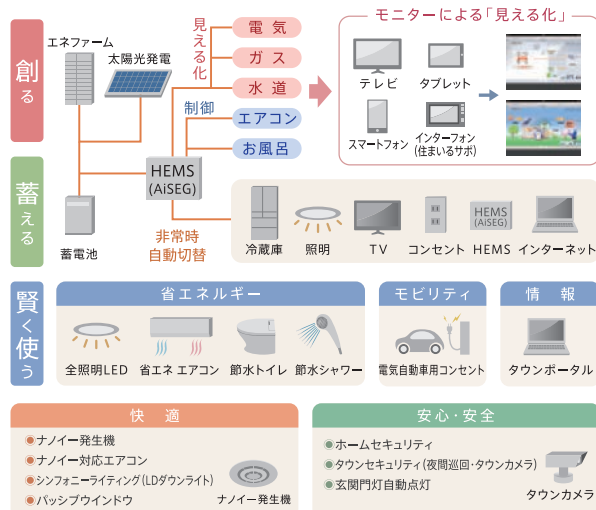 創る
エネファーム
太陽光発電
見える化
電気
ガス
水道
制御
エアコン
お風呂
モニターによる「見える化」
テレビ
タブレット
スマートフォン
インターフォン
(住まいるサポ)
蓄える
蓄電池
HEMS
(AiSEG)
非常時
自動切替
冷蔵庫
照明
TV
コンセント
HEMS
(AiSEG)
HEMS
インターネット
賢く使う
省エネルギー
全照明LED
省エネ エアコン
節水トイレ
節水シャワー
モビリティ
電気自動車用コンセント
情報
タウンポータル
快適
●ナノイー発生機
●ナノイー対応エアコン
●シンフォニーライティング(LDダウンライト)
●パッシブウインドウ
ナノイー発生機
安心・安全
●ホームセキュリティ
●タウンセキュリティ(夜間巡回・タウンカメラ)
●玄関門灯自動点灯
タウンカメラ